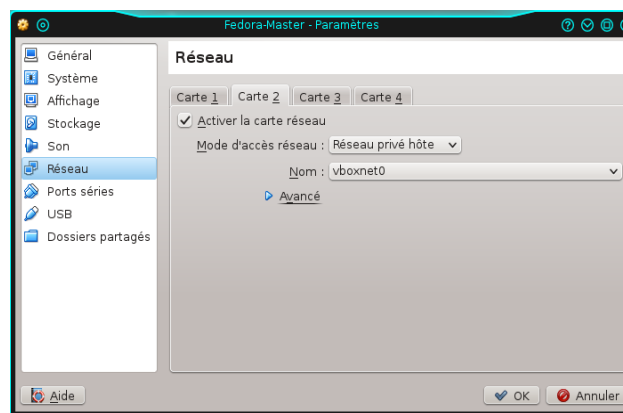 Fedora-Master - Paramètres
Général
Système
Affichage
Stockage
Son
Réseau
Ports séries
USB
Dossiers partagés
Réseau
Carte 1 Carte 2 Carte 3 Carte 4
Activer la carte réseau
Mode d'accès réseau : Réseau privé hôte
Nom : vboxnet0
Avancé
Aide
OK
Annuler